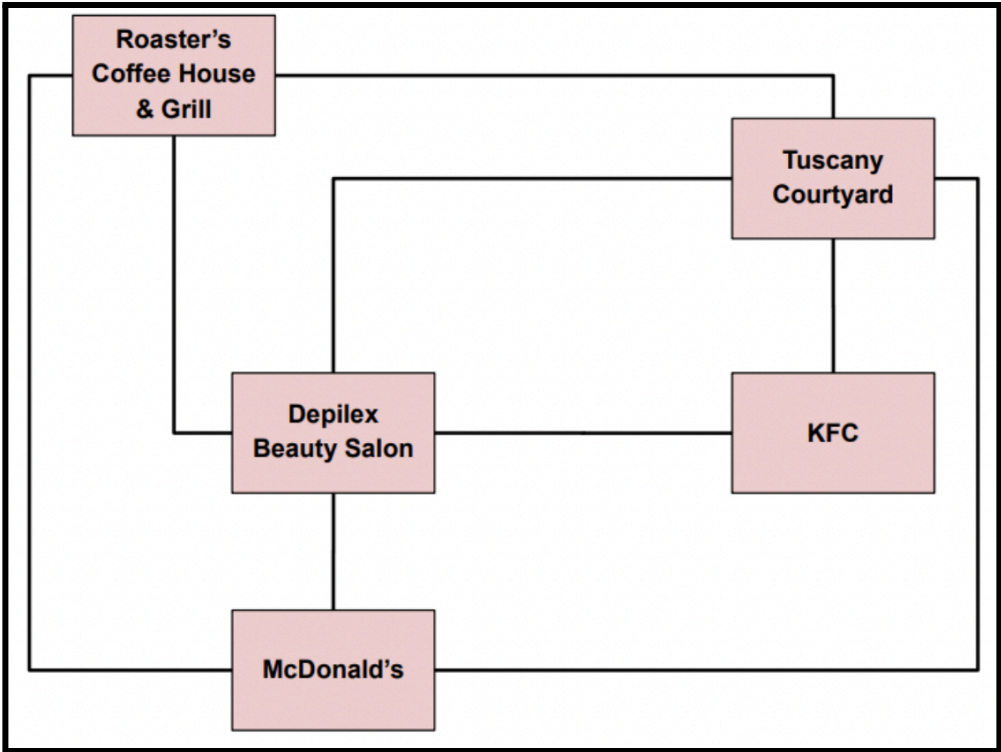 Roaster’s
Coffee House
& Grill
Tuscany
Courtyard
Depilex
Beauty Salon
KFC
McDonald’s